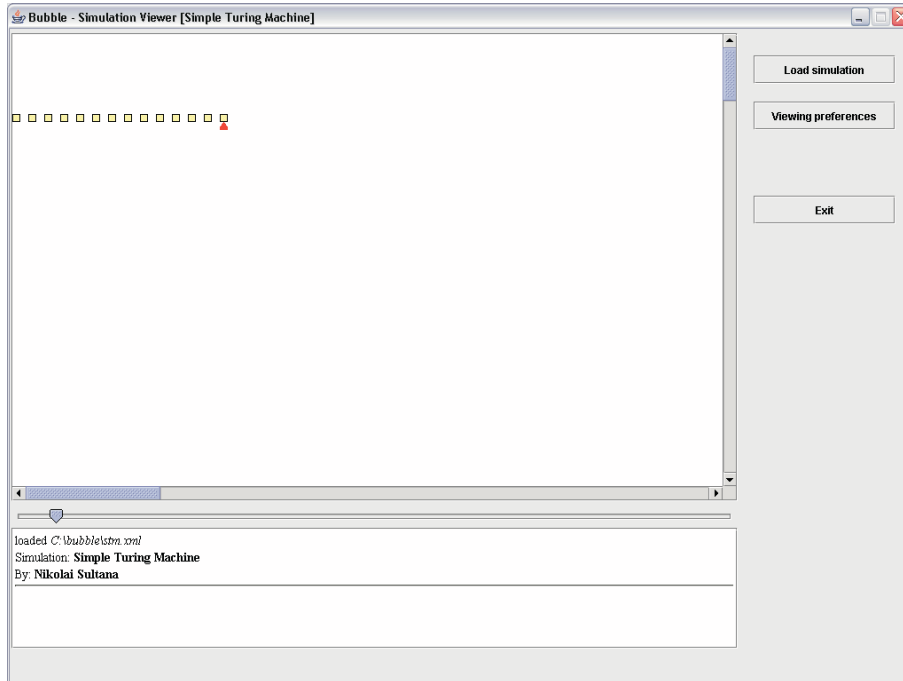 Bubble - Simulation Viewer [Simple Turing Machine]
Load simulation
Viewing preferences
Exit
loaded C:\bubble\stm.xml
Simulation: Simple Turing Machine
By: Nikolai Sultana